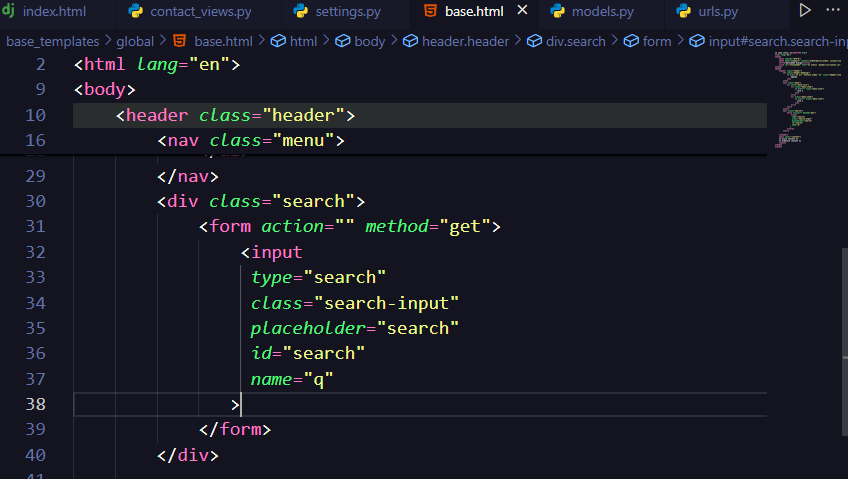 dj index.html contact_views.py settings.py base.html × models.py urls.py
base_templates > global > base.html > html > body > header.header > div.search > form > input#search.search-inp
2 <html lang="en">
9 <body>
10 <header class="header">
16 <nav class="menu">
29 </nav>
30 <div class="search">
31 <form action="" method="get">
32 <input
33 type="search"
34 class="search-input"
35 placeholder="search"
36 id="search"
37 name="q"
38 >
39 </form>
40 </div>